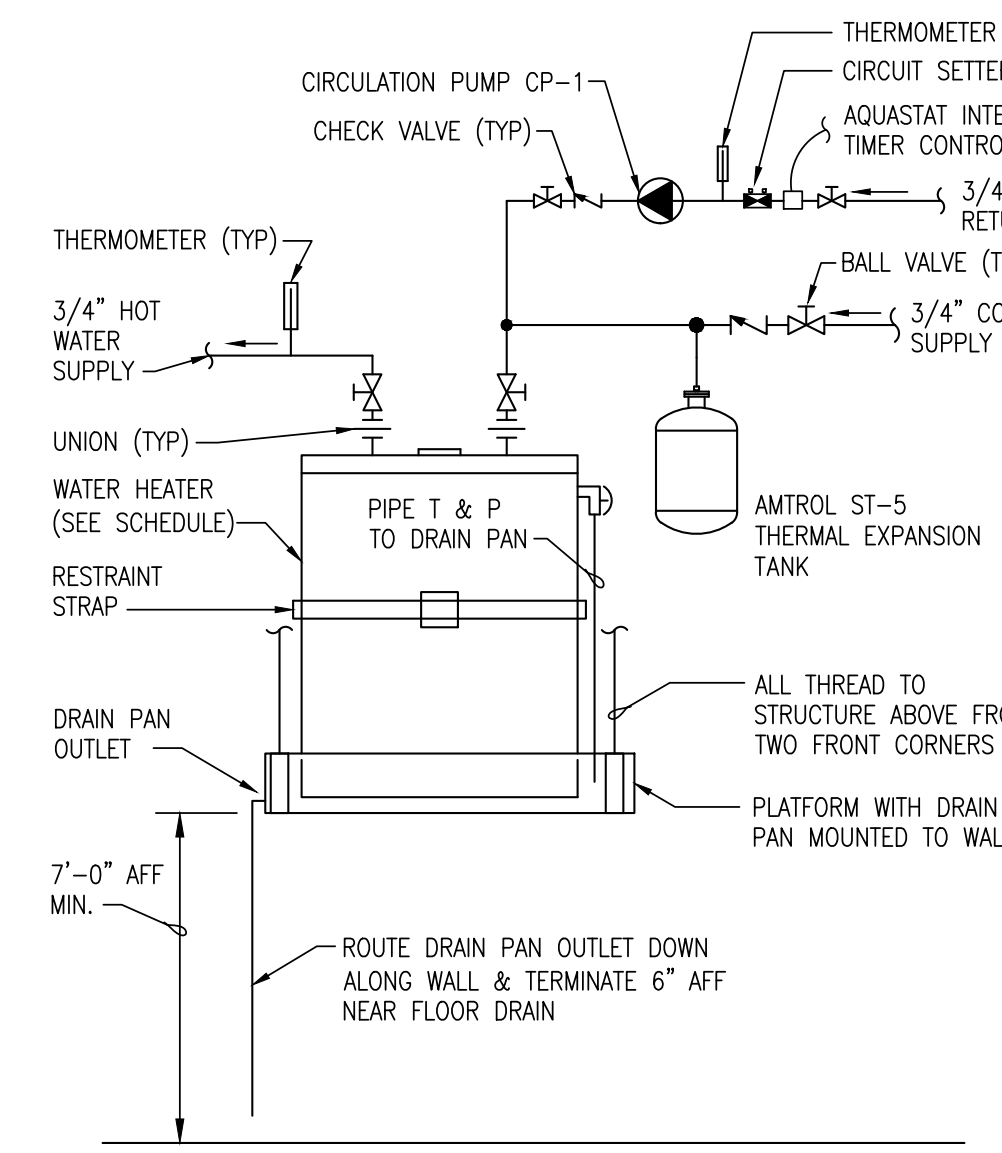 THERMOMETER
CIRCULATION PUMP CP-1
CIRCUIT SETTE
CHECK VALVE (TYP)
AQUASTAT INTE
TIMER CONTRO
3/4
RETU
THERMOMETER (TYP)
BALL VALVE (T
3/4" HOT
WATER
SUPPLY
3/4" CO
SUPPLY
UNION (TYP)
WATER HEATER
(SEE SCHEDULE)
PIPE T & P
TO DRAIN PAN
AMTROL ST-5
THERMAL EXPANSION
TANK
RESTRAINT
STRAP
ALL THREAD TO
STRUCTURE ABOVE FRO
TWO FRONT CORNERS
DRAIN PAN
OUTLET
PLATFORM WITH DRAIN
PAN MOUNTED TO WAL
7'-0" AFF
MIN.
ROUTE DRAIN PAN OUTLET DOWN
ALONG WALL & TERMINATE 6" AFF
NEAR FLOOR DRAIN